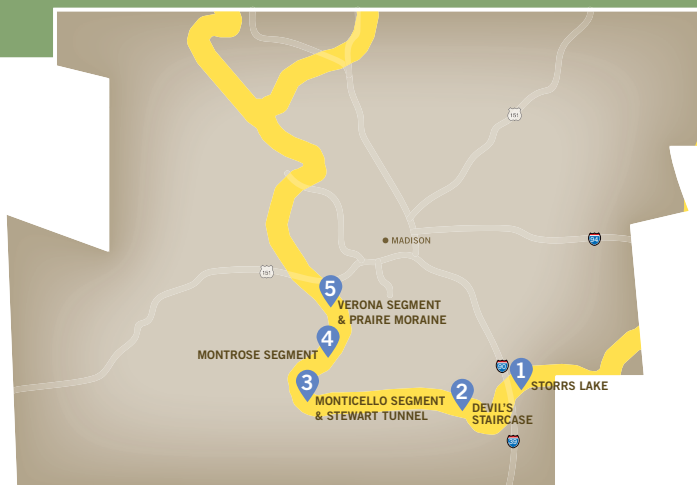 151
MADISON
94
151
5
VERONA SEGMENT
& PRAIRE MORAINE
4
MONTROSE SEGMENT
90
1
STORRS LAKE
3
MONTICELLO SEGMENT
& STEWART TUNNEL
2
DEVIL'S
STAIRCASE
39